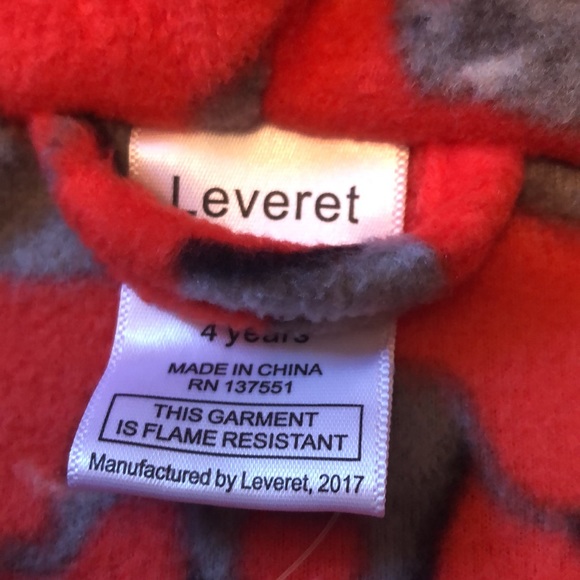 Leveret
4 years
MADE IN CHINA
RN 137551
THIS GARMENT
IS FLAME RESISTANT
Manufactured by Leveret, 2017